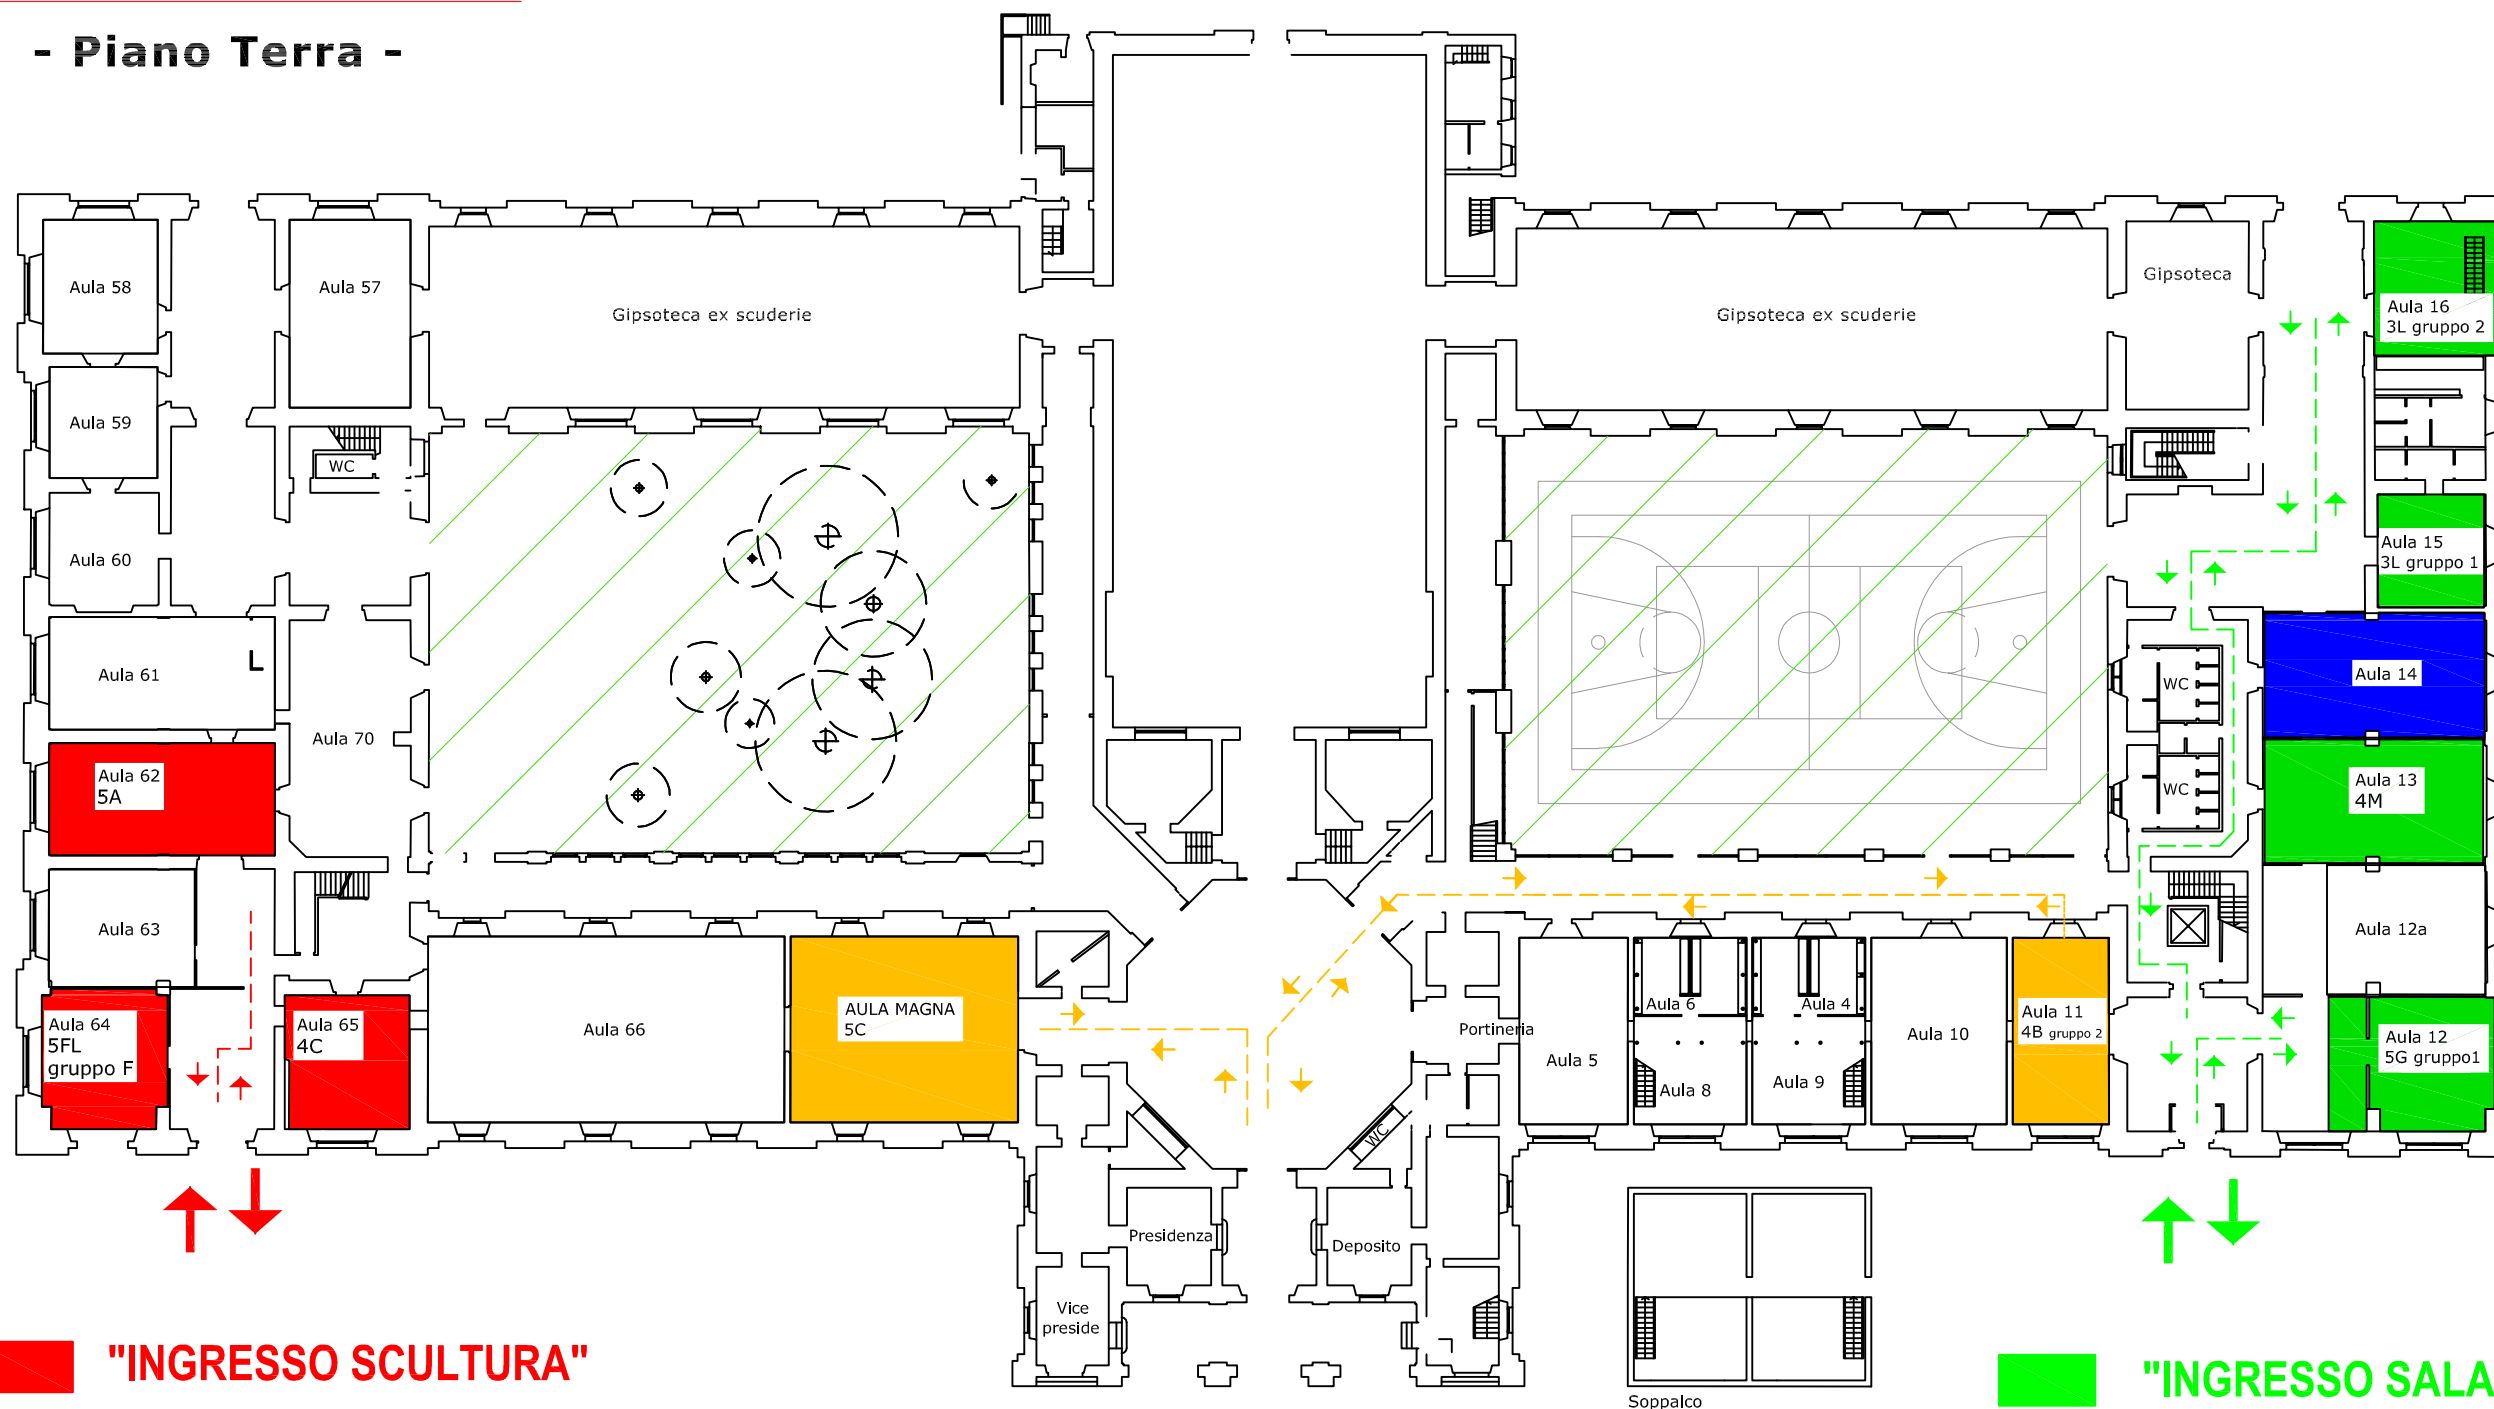 - Piano Terra -
Aula 58
Aula 57
Gipsoteca ex scuderie
Gipsoteca ex scuderie
Gipsoteca
Aula 16
3L gruppo 2
Aula 59
WC
Aula 60
Aula 15
3L gruppo 1
Aula 61
Aula 14
WC
Aula 70
Aula 62
5A
Aula 13
4M
WC
Aula 63
Aula 12a
Aula 64
5FL
gruppo F
Aula 65
4C
Aula 66
AULA MAGNA
5C
Portineria
Aula 5
Aula 6
Aula 4
Aula 8
Aula 9
Aula 10
Aula 11
4B gruppo 2
Aula 12
5G gruppo1
WC
Presidenza
Deposito
Vice
preside
"INGRESSO SCULTURA"
"INGRESSO SALA
Soppalco